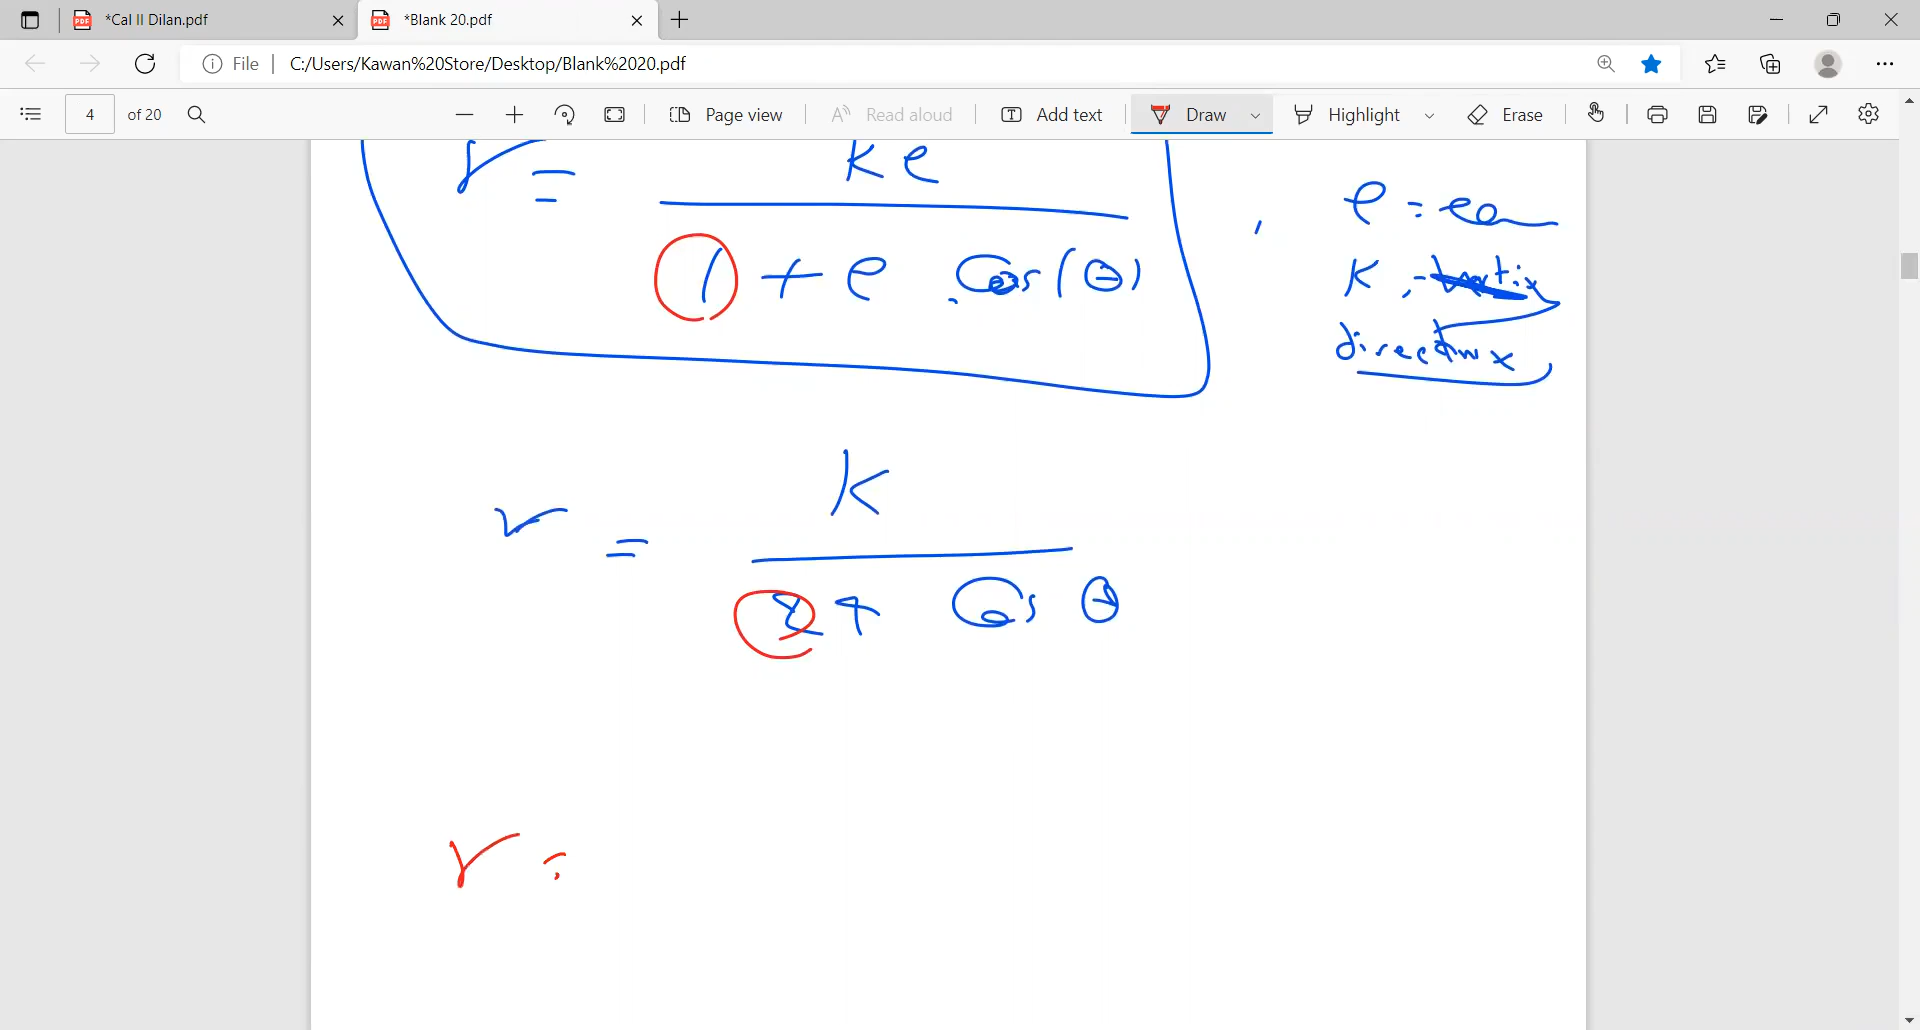 *Cal II Dilan.pdf
*Blank 20.pdf
File | C:/Users/Kawan%20Store/Desktop/Blank%2020.pdf
4 of 20
Page view
Read aloud
Add text
Draw
Highlight
Erase
r = ke
1 + e Cos(θ)
e =
K
r = k
2 + Cos θ
r =